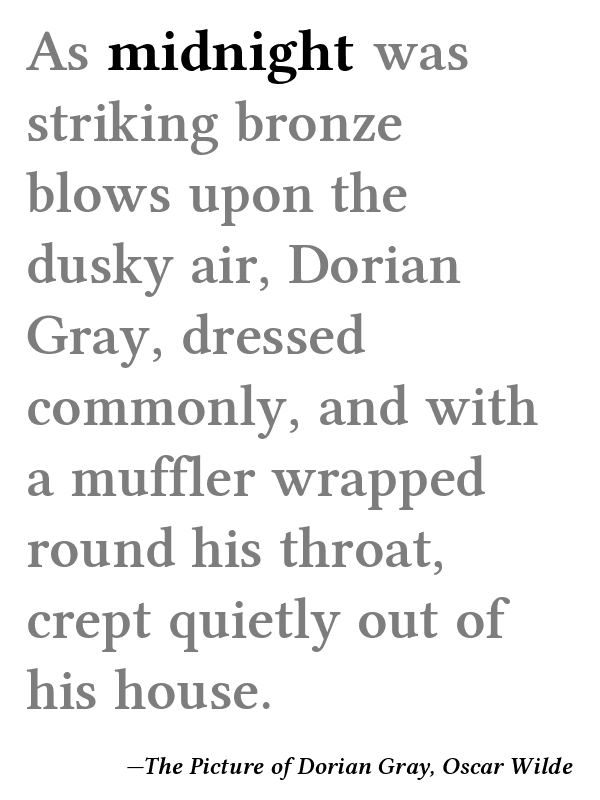 As midnight was
striking bronze
blows upon the
dusky air, Dorian
Gray, dressed
commonly, and with
a muffler wrapped
round his throat,
crept quietly out of
his house.
—The Picture of Dorian Gray, Oscar Wilde